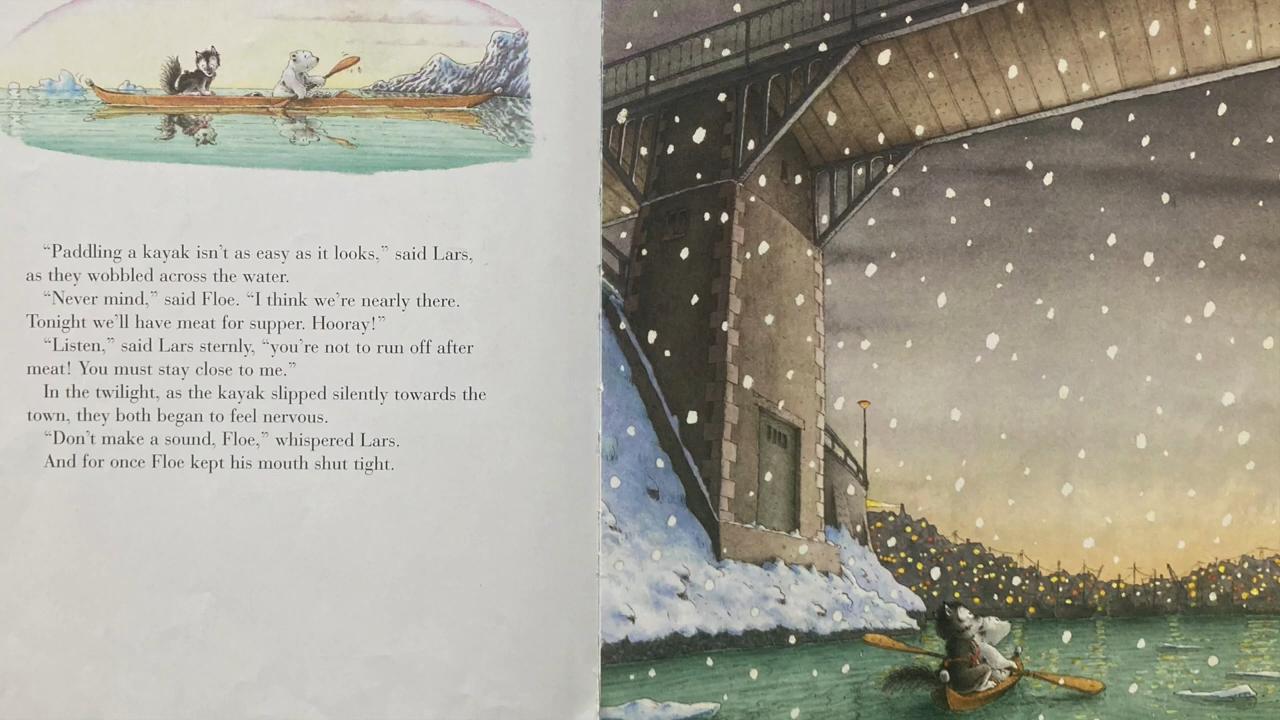 “Paddling a kayak isn’t as easy as it looks,” said Lars,
as they wobbled across the water.
“Never mind,” said Floe. “I think we’re nearly there.
Tonight we’ll have meat for supper. Hooray!”
“Listen,” said Lars sternly, “you’re not to run off after
meat! You must stay close to me.”
In the twilight, as the kayak slipped silently towards the
town, they both began to feel nervous.
“Don’t make a sound, Floe,” whispered Lars.
And for once Floe kept his mouth shut tight.